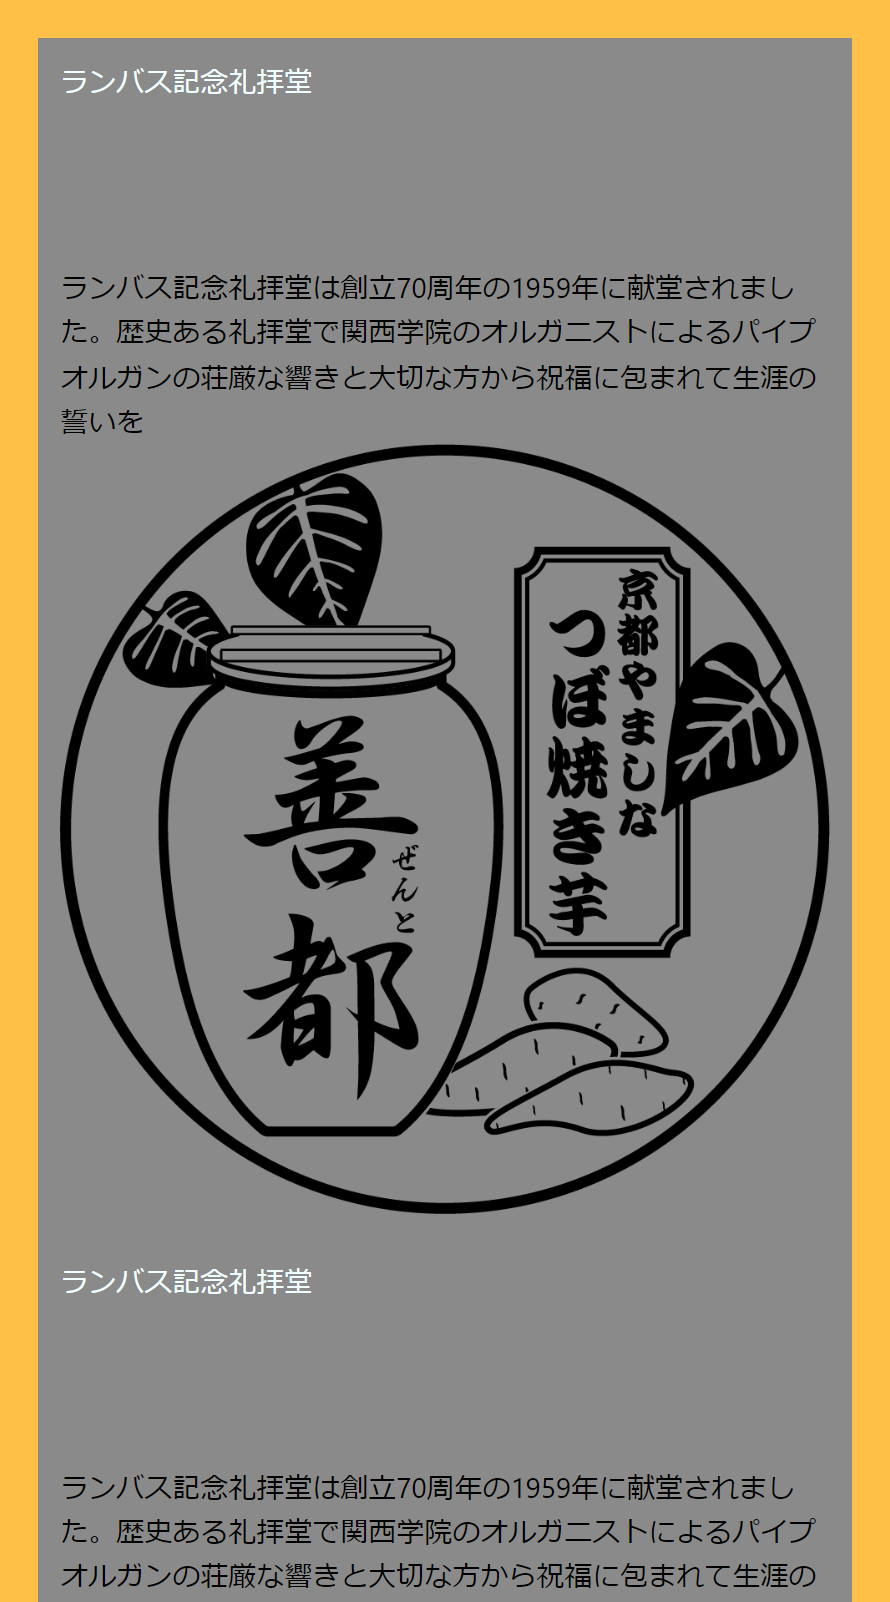 ランバス記念礼拝堂
ランバス記念礼拝堂は創立70周年の1959年に献堂されまし
た。歴史ある礼拝堂で関西学院のオルガニストによるパイプ
オルガンの荘厳な響きと大切な方から祝福に包まれて生涯の
誓いを
京都やましな
つぼ焼き芋
善都
ぜんと
ランバス記念礼拝堂
ランバス記念礼拝堂は創立70周年の1959年に献堂されまし
た。歴史ある礼拝堂で関西学院のオルガニストによるパイプ
オルガンの荘厳な響きと大切な方から祝福に包まれて生涯の